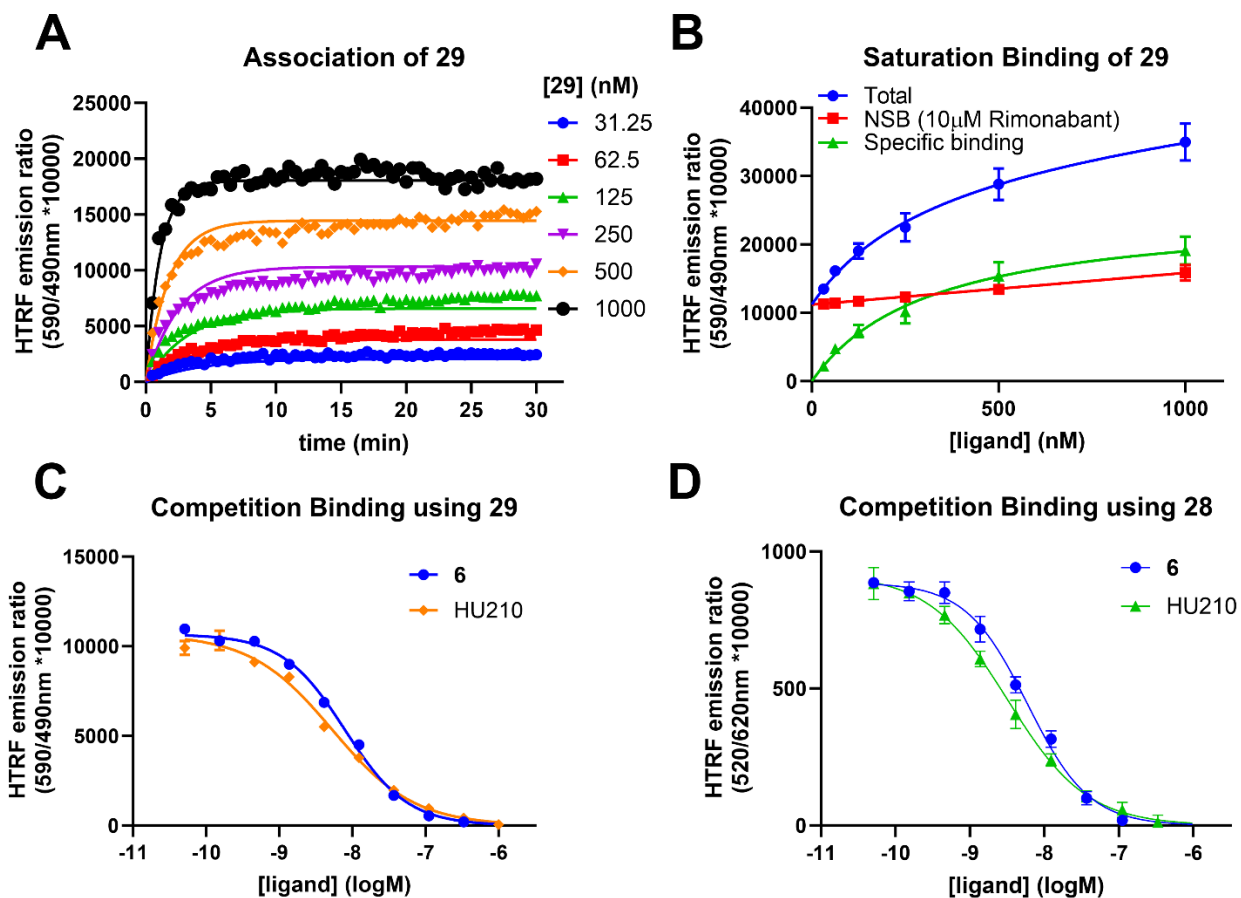 A
Association of 29
HTRF emission ratio
(590/490nm *10000)
25000
20000
15000
10000
5000
0
0 5 10 15 20 25 30
time (min)
[29] (nM)
31.25
62.5
125
250
500
1000
B
Saturation Binding of 29
HTRF emission ratio
(590/490nm *10000)
40000
30000
20000
10000
0
Total
NSB (10μM Rimonabant)
Specific binding
0 500 1000
[ligand] (nM)
C
Competition Binding using 29
HTRF emission ratio
(590/490nm *10000)
15000
10000
5000
0
6
HU210
-11 -10 -9 -8 -7 -6 -5
[ligand] (logM)
D
Competition Binding using 28
HTRF emission ratio
(520/620nm *10000)
1000
500
0
6
HU210
-11 -10 -9 -8 -7 -6
[ligand] (logM)